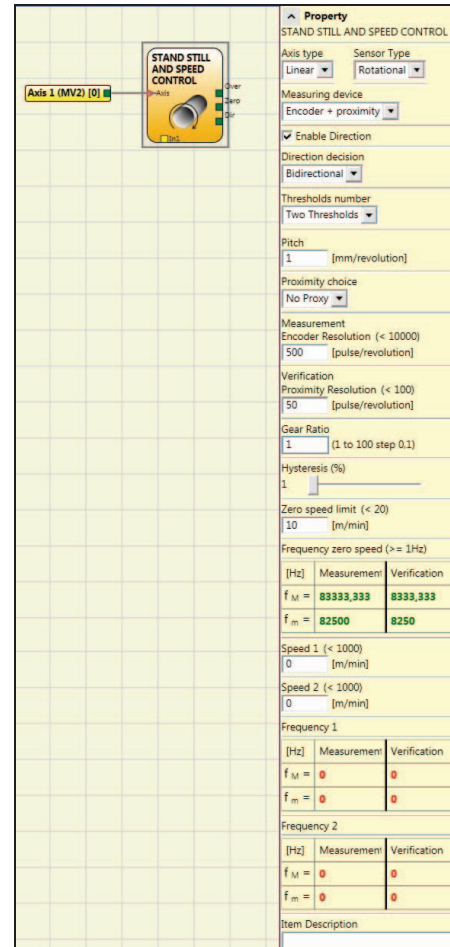 STAND STILL
AND SPEED
CONTROL
Axis 1 (MV2) [0]
Axis
Over
Zero
Dir
In1
Property
STAND STILL AND SPEED CONTROL
Axis type Sensor Type
Linear Rotational
Measuring device
Encoder + proximity
Enable Direction
Direction decision
Bidirectional
Thresholds number
Two Thresholds
Pitch
1 [mm/revolution]
Proximity choice
No Proxy
Measurement
Encoder Resolution (< 10000)
500 [pulse/revolution]
Verification
Proximity Resolution (< 100)
50 [pulse/revolution]
Gear Ratio
1 (1 to 100 step 0,1)
Hysteresis (%)
1
Zero speed limit (< 20)
10 [m/min]
Frequency zero speed (>= 1Hz)
[Hz] Measurement Verification
f M = 83333,333 8333,333
f m = 82500 8250
Speed 1 (< 1000)
0 [m/min]
Speed 2 (< 1000)
0 [m/min]
Frequency 1
[Hz] Measurement Verification
f M = 0 0
f m = 0 0
Frequency 2
[Hz] Measurement Verification
f M = 0 0
f m = 0 0
Item Description